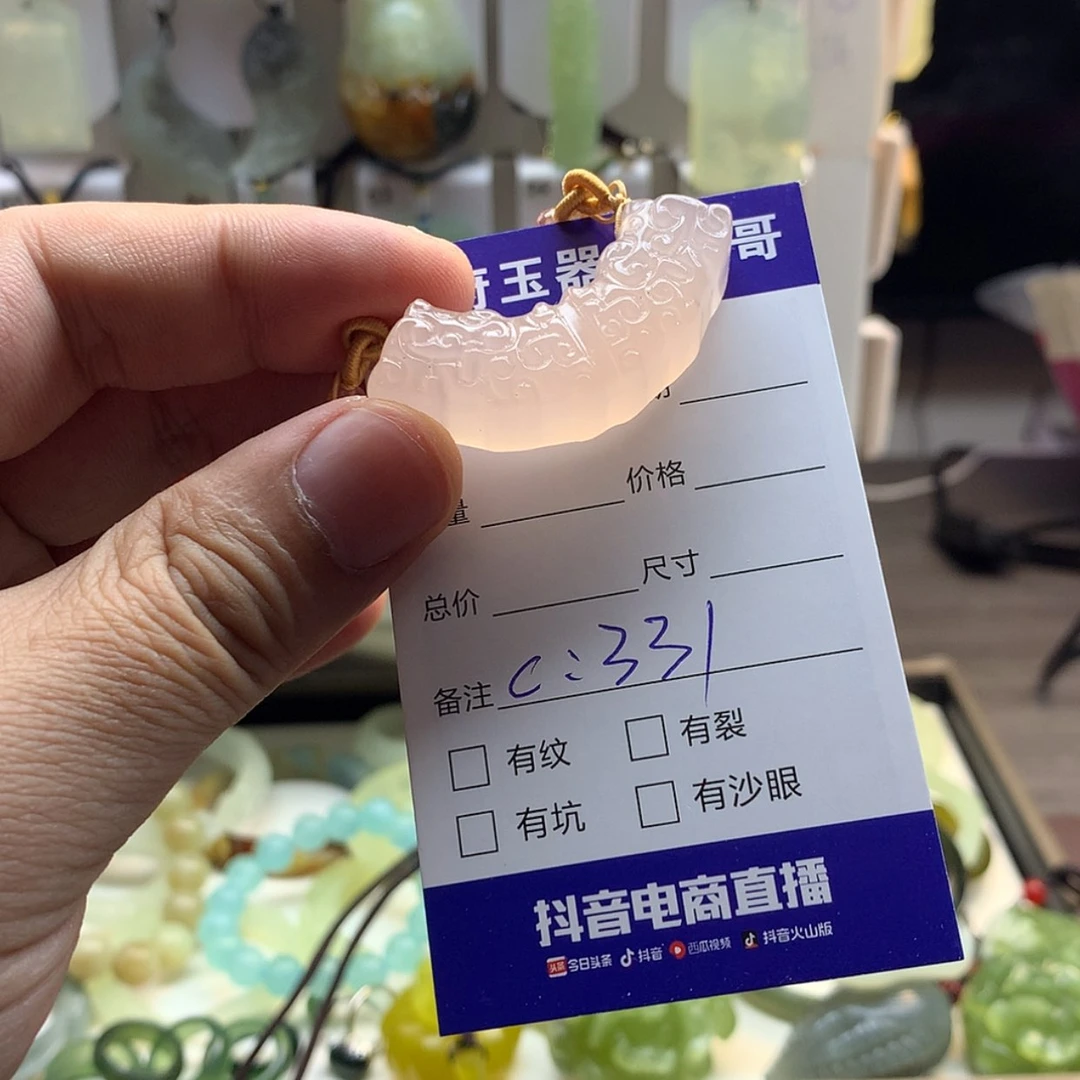 玉器 哥
价格
总价 尺寸
备注 C:331
有纹 有裂
有坑 有沙眼
抖音电商直播
头条 今日头条 抖音 西瓜视频 抖音火山版